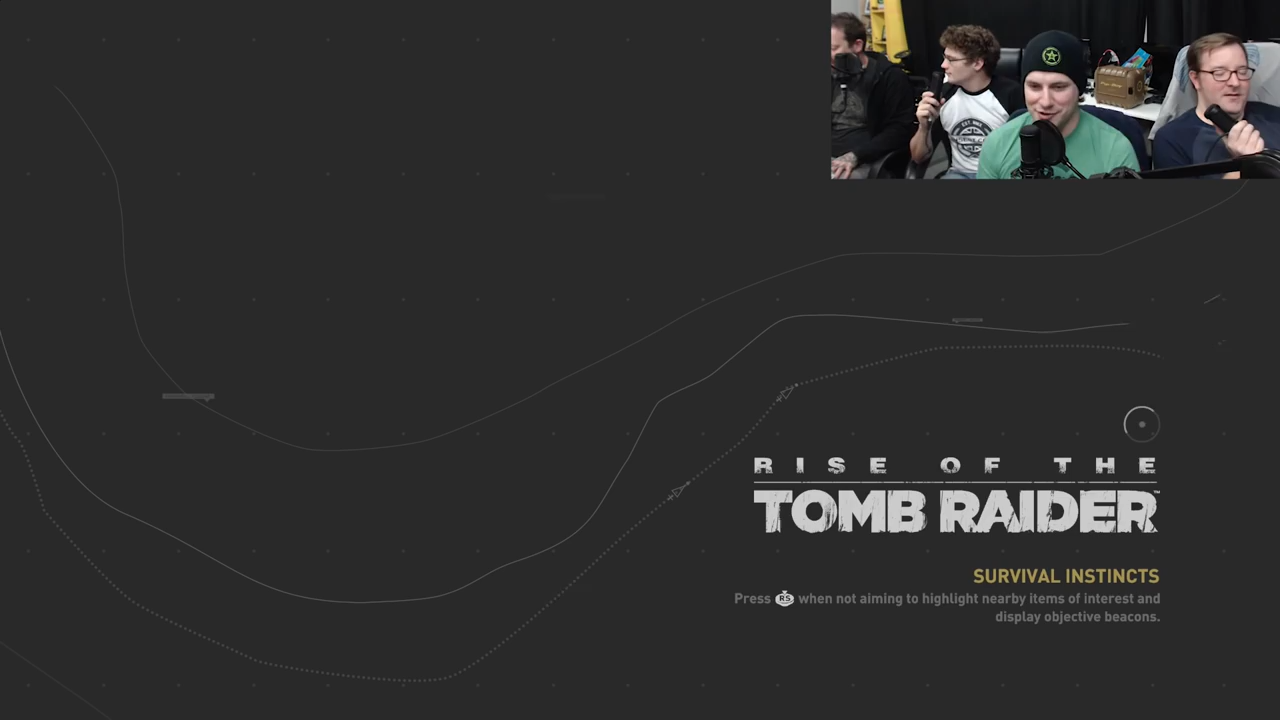 RISE OF THE
TOMB RAIDER
SURVIVAL INSTINCTS
Press RS when not aiming to highlight nearby items of interest and
display objective beacons.